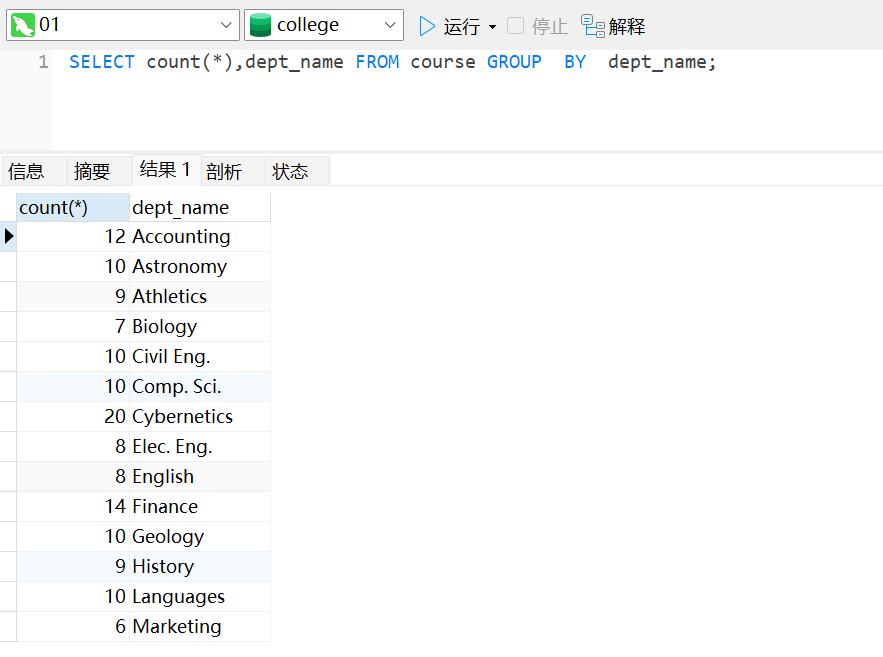 01 college 运行 停止 解释
1 SELECT count(*),dept_name FROM course GROUP  BY  dept_name;
信息 摘要 结果 1 剖析 状态
count(*) dept_name
12 Accounting
10 Astronomy
9 Athletics
7 Biology
10 Civil Eng.
10 Comp. Sci.
20 Cybernetics
8 Elec. Eng.
8 English
14 Finance
10 Geology
9 History
10 Languages
6 Marketing